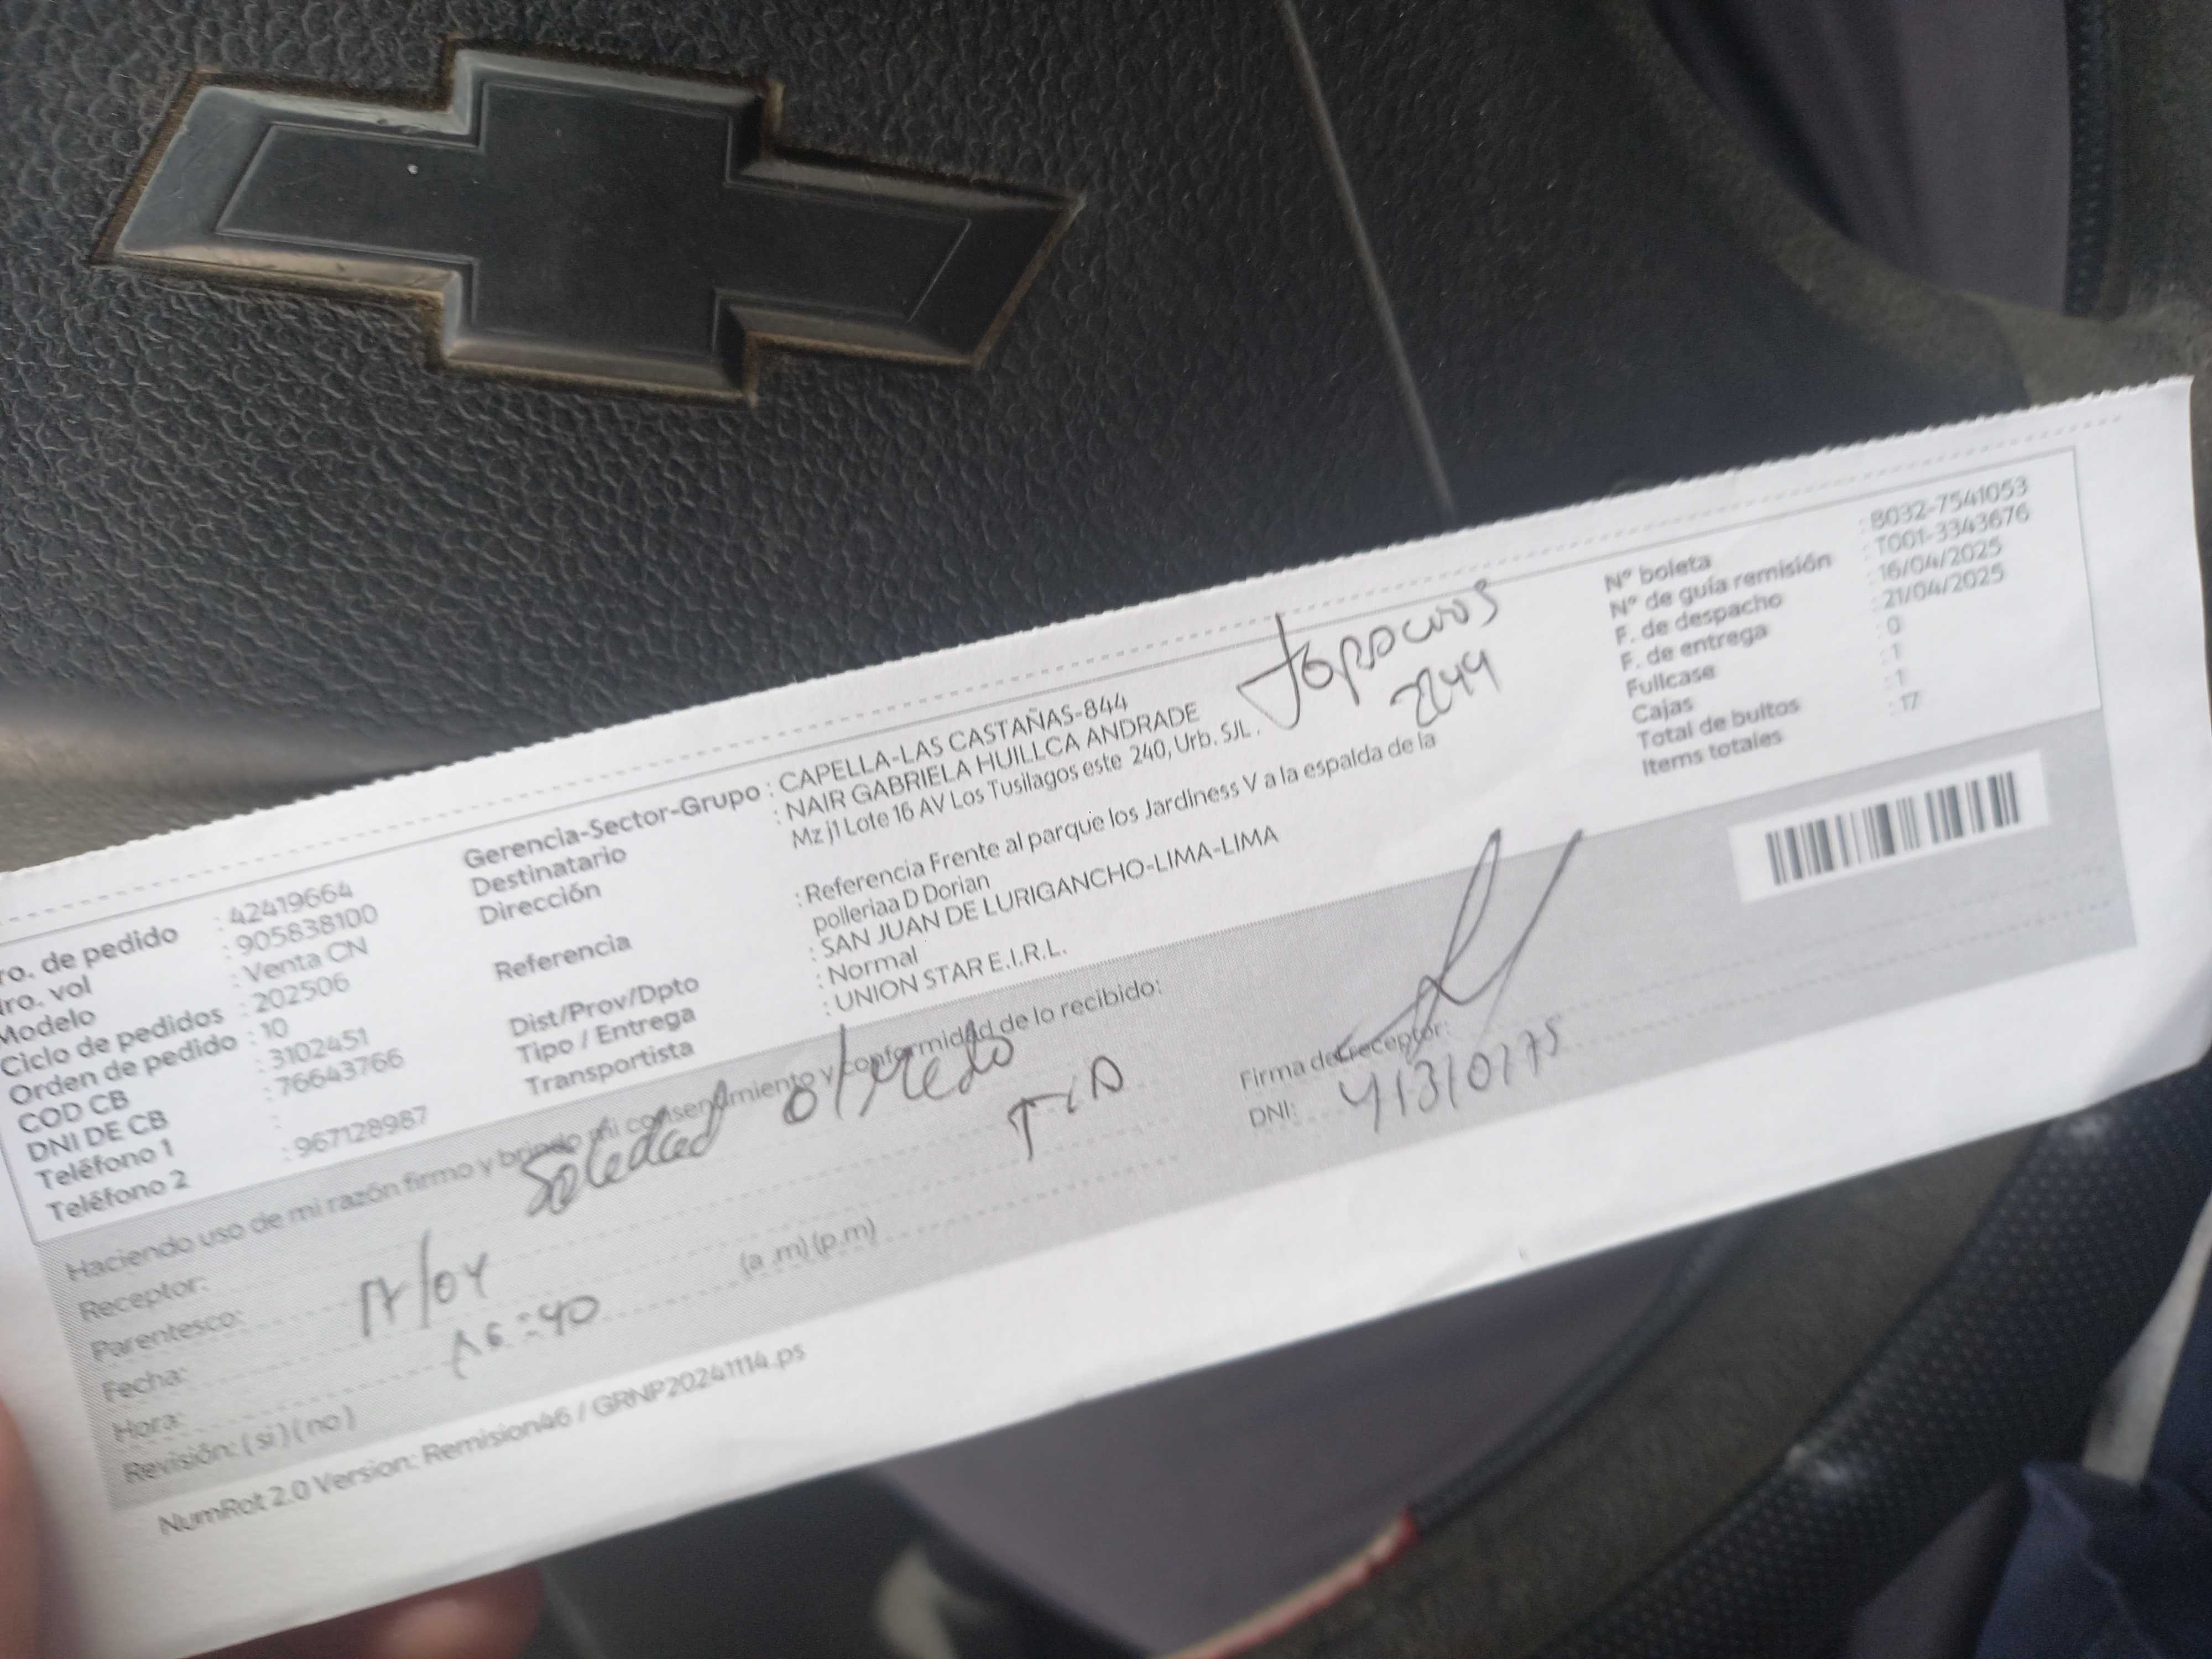 ro. de pedido : 42419664
ro. vol : 905838100
Modelo : Venta CN
Ciclo de pedidos : 202506
Orden de pedido : 10
COD CB : 3102451
DNI DE CB : 76643766
Teléfono 1 :
Teléfono 2 : 967128987
Gerencia-Sector-Grupo : CAPELLA-LAS CASTAÑAS-844
Destinatario : NAIR GABRIELA HUILLCA ANDRADE
Dirección Mz j1 Lote 16 AV Los Tusilagos este 240, Urb. SJL .
Referencia : Referencia Frente al parque los Jardiness V a la espalda de la
polleriaa D Dorian
Dist/Prov/Dpto : SAN JUAN DE LURIGANCHO-LIMA-LIMA
Tipo / Entrega : Normal
Transportista : UNION STAR E.I.R.L.
2244
N° boleta : B032-7541053
N° de guía remisión : T001-3343676
F. de despacho : 16/04/2025
F. de entrega : 21/04/2025
Fullcase : 0
Cajas : 1
Total de bultos : 1
Items totales : 17
Haciendo uso de mi razón firmo y brindo mi consentimiento y conformidad de lo recibido:
Receptor: Soledad
Parentesco: TIA
Fecha:
Hora: 16:40 (a .m) (p.m)
Revisión: ( si ) ( no )
Firma de receptor:
DNI: 41310175
NumRot 2.0 Version: Remision46 / GRNP20241114.ps